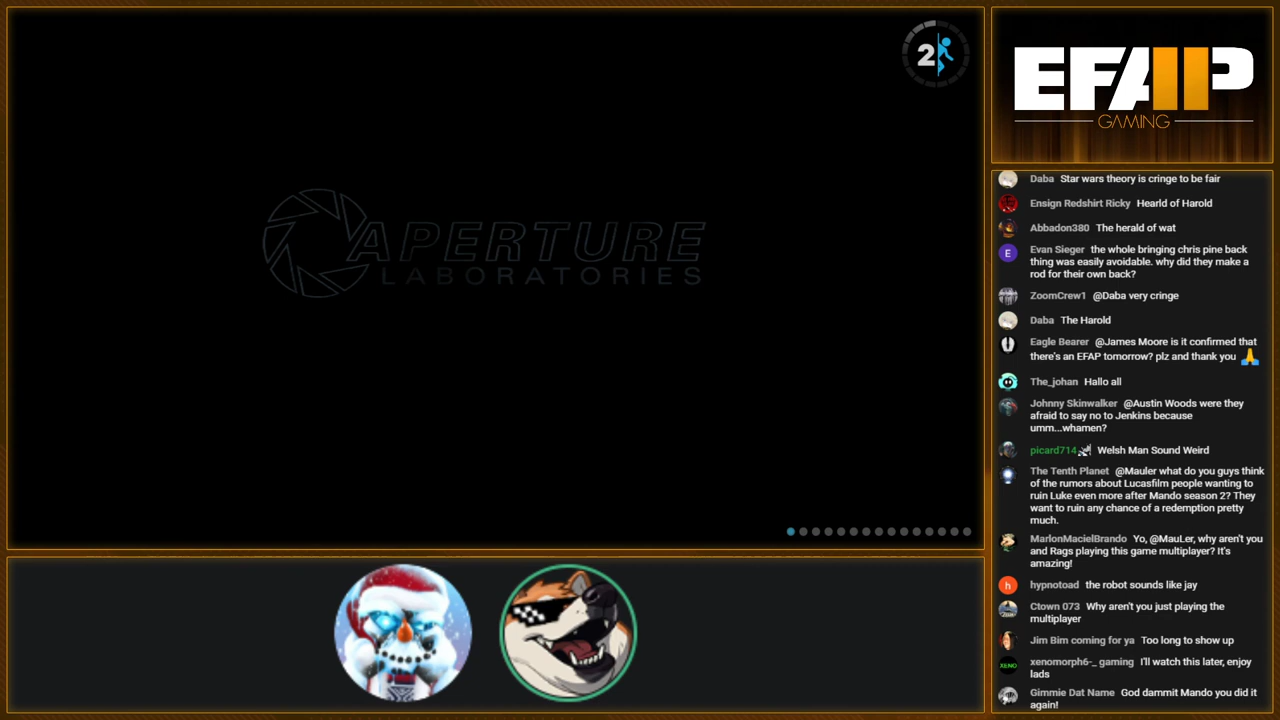 2
APERTURE
LABORATORIES
EFAP
GAMING
Daba Star wars theory is cringe to be fair
Ensign Redshirt Ricky Hearld of Harold
Abbadon380 The herald of wat
E
Evan Sieger the whole bringing chris pine back
thing was easily avoidable. why did they make a
rod for their own back?
ZoomCrew1 @Daba very cringe
Daba The Harold
Eagle Bearer @James Moore is it confirmed that
there's an EFAP tomorrow? plz and thank you 🙏
The_johan Hallo all
Johnny Skinwalker @Austin Woods were they
afraid to say no to Jenkins because
umm...whamen?
picard714 Welsh Man Sound Weird
The Tenth Planet @Mauler what do you guys think
of the rumors about Lucasfilm people wanting to
ruin Luke even more after Mando season 2? They
want to ruin any chance of a redemption pretty
much.
MarlonMacielBrando Yo, @MauLer, why aren't you
and Rags playing this game multiplayer? It's
amazing!
h
hypnotoad the robot sounds like jay
Ctown 073 Why aren't you just playing the
multiplayer
Jim Bim coming for ya Too long to show up
XENO
xenomorph6-_ gaming I'll watch this later, enjoy
lads
Gimmie Dat Name God dammit Mando you did it
again!